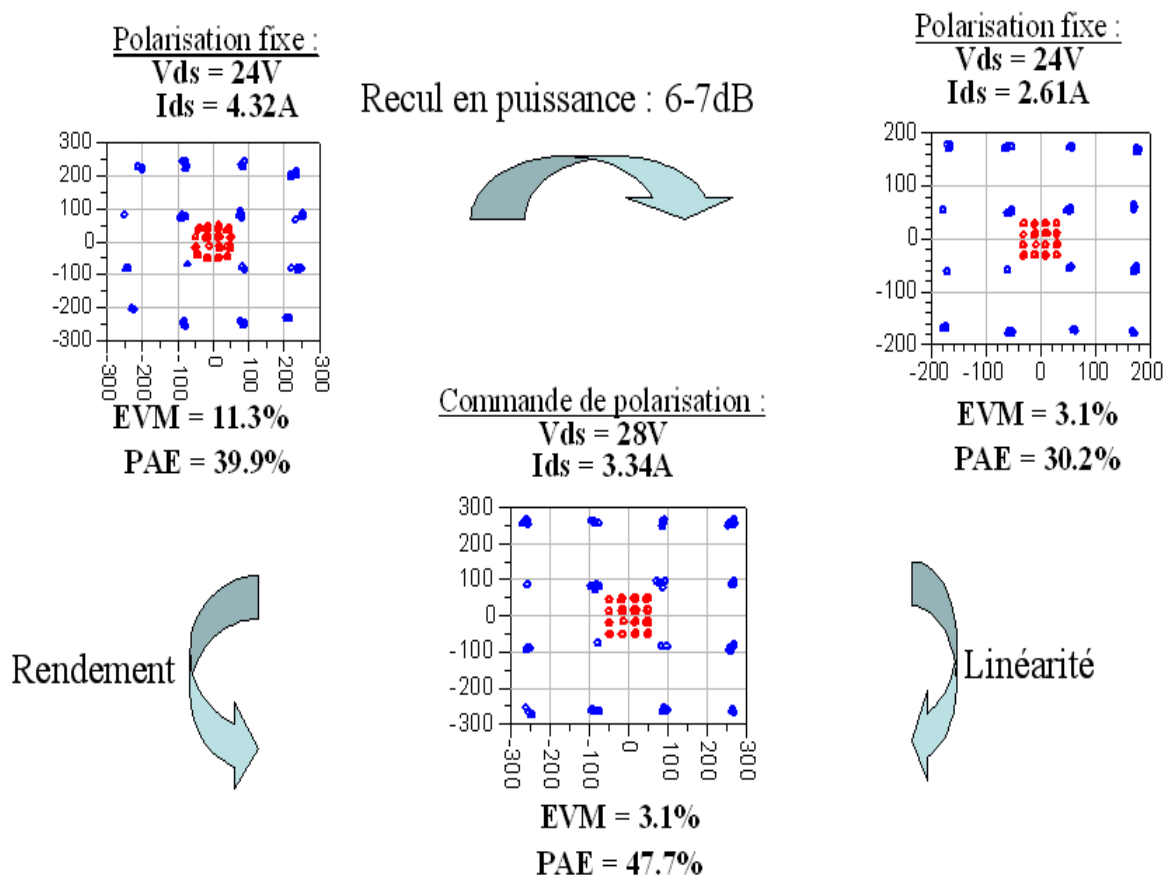 Polarisation fixe :
Vds = 24V
Ids = 4.32A
300
200
100
0
-100
-200
-300
-300
-200
-100
0
100
200
300
EVM = 11.3%
PAE = 39.9%
Recul en puissance : 6-7dB
Polarisation fixe :
Vds = 24V
Ids = 2.61A
200
100
0
-100
-200
-200
-100
0
100
200
EVM = 3.1%
PAE = 30.2%
Commande de polarisation :
Vds = 28V
Ids = 3.34A
300
200
100
0
-100
-200
-300
-300
-200
-100
0
100
200
300
EVM = 3.1%
PAE = 47.7%
Rendement
Linéarité